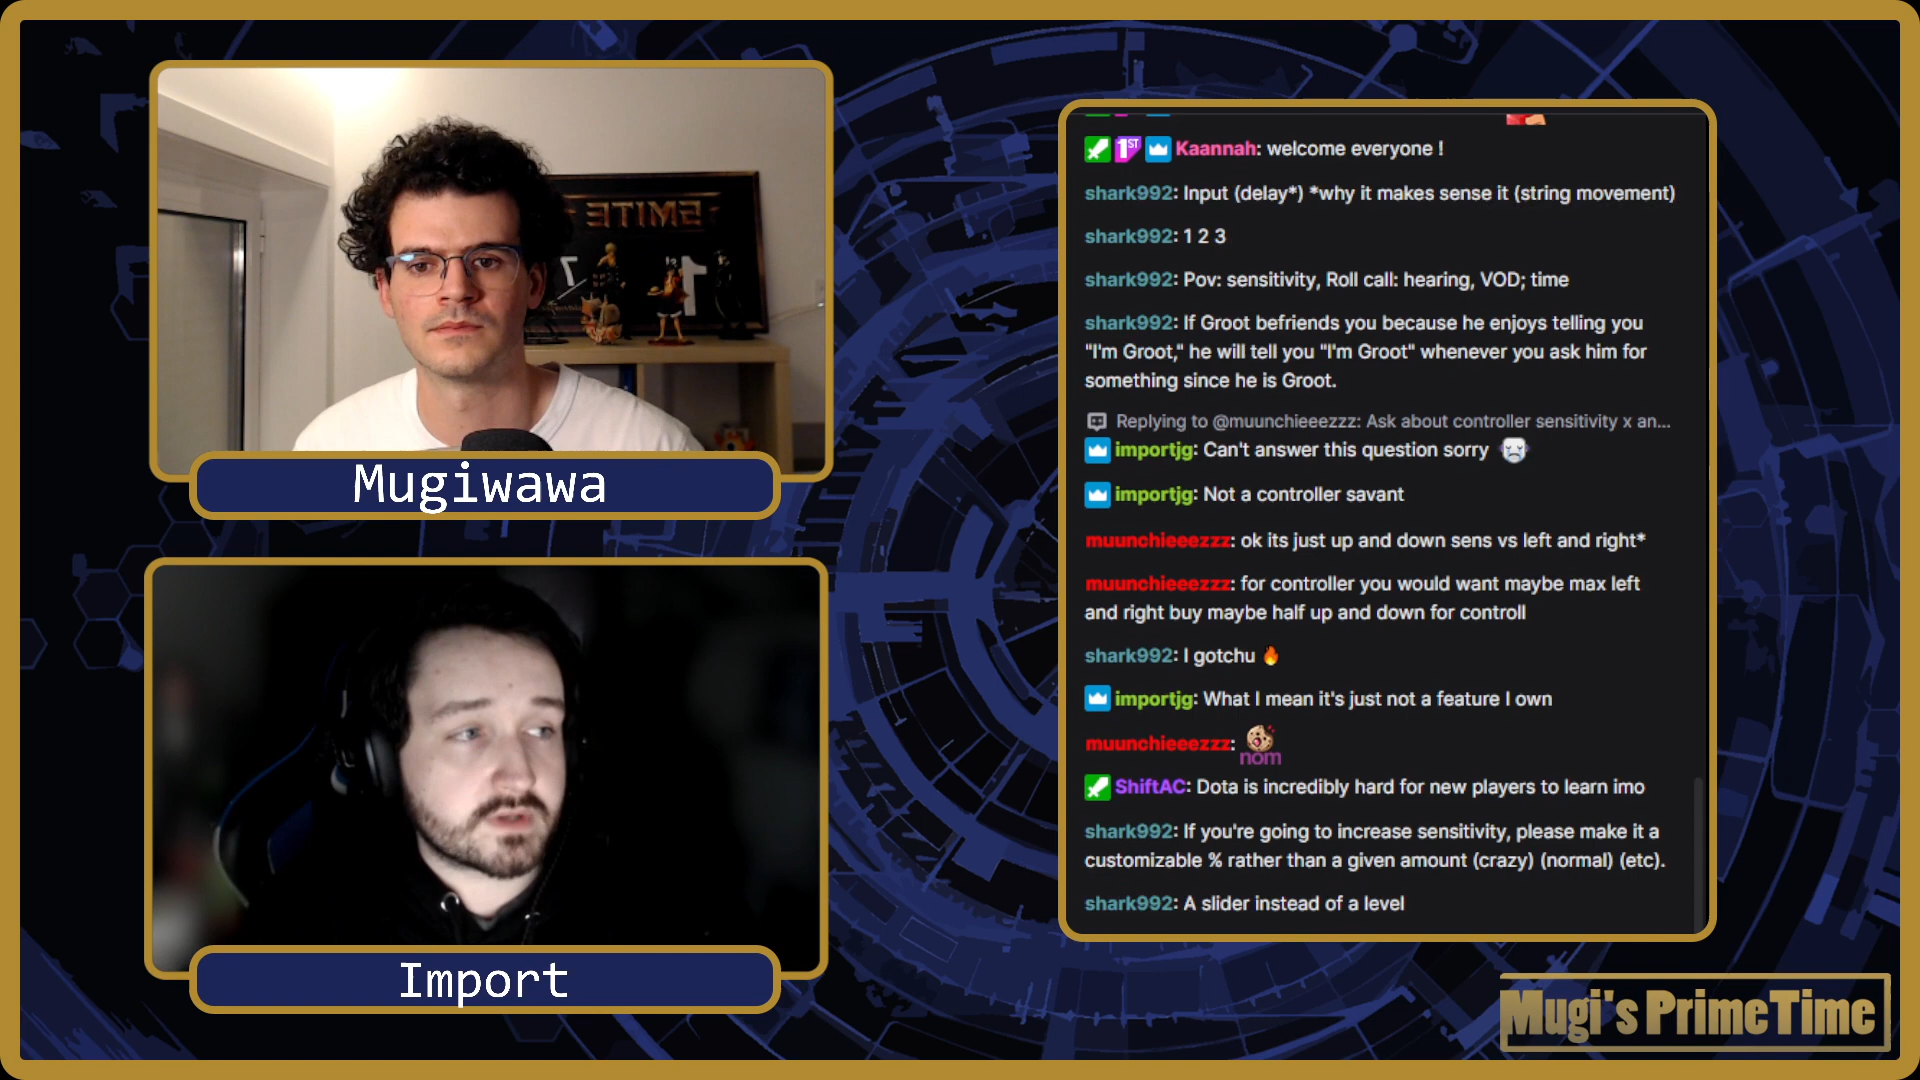 ƎTIMƧ
7
1
Mugiwawa
Import
1ST Kaannah: welcome everyone !
shark992: Input (delay*) *why it makes sense it (string movement)
shark992: 1 2 3
shark992: Pov: sensitivity, Roll call: hearing, VOD; time
shark992: If Groot befriends you because he enjoys telling you
"I'm Groot," he will tell you "I'm Groot" whenever you ask him for
something since he is Groot.
Replying to @muunchieeezzz: Ask about controller sensitivity x an...
importjg: Can't answer this question sorry
importjg: Not a controller savant
muunchieeezzz: ok its just up and down sens vs left and right*
muunchieeezzz: for controller you would want maybe max left
and right buy maybe half up and down for controll
shark992: I gotchu 🔥
importjg: What I mean it's just not a feature I own
muunchieeezzz: nom
ShiftAC: Dota is incredibly hard for new players to learn imo
shark992: If you're going to increase sensitivity, please make it a
customizable % rather than a given amount (crazy) (normal) (etc).
shark992: A slider instead of a level
Mugi's PrimeTime